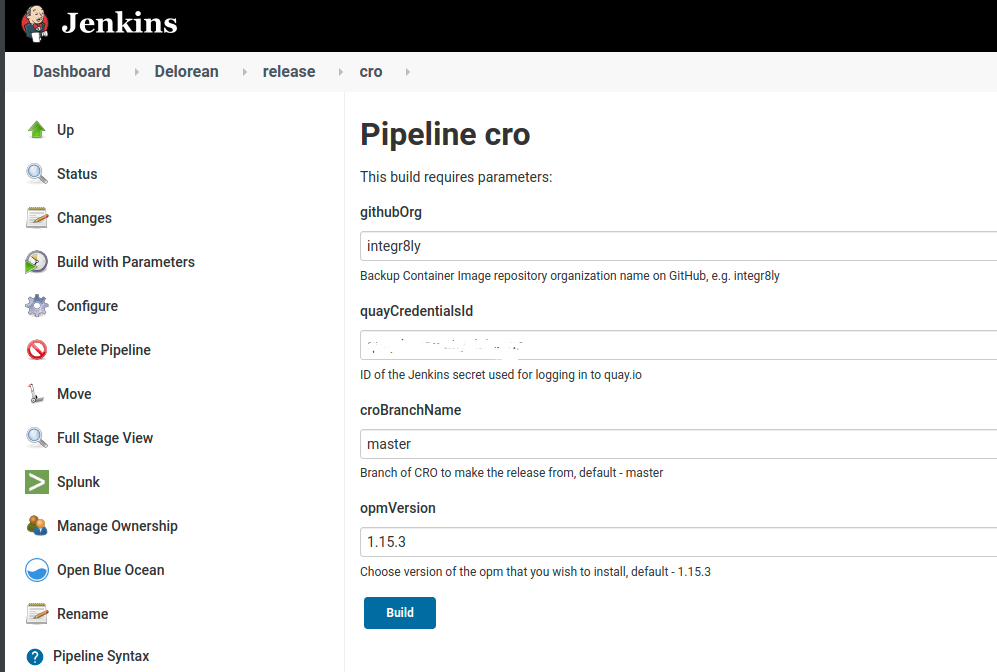 Jenkins
Dashboard Delorean release cro
Up
Status
Changes
Build with Parameters
Configure
Delete Pipeline
Move
Full Stage View
Splunk
Manage Ownership
Open Blue Ocean
Rename
Pipeline Syntax
Pipeline cro
This build requires parameters:
githubOrg
integr8ly
Backup Container Image repository organization name on GitHub, e.g. integr8ly
quayCredentialsId
ID of the Jenkins secret used for logging in to quay.io
croBranchName
master
Branch of CRO to make the release from, default - master
opmVersion
1.15.3
Choose version of the opm that you wish to install, default - 1.15.3
Build